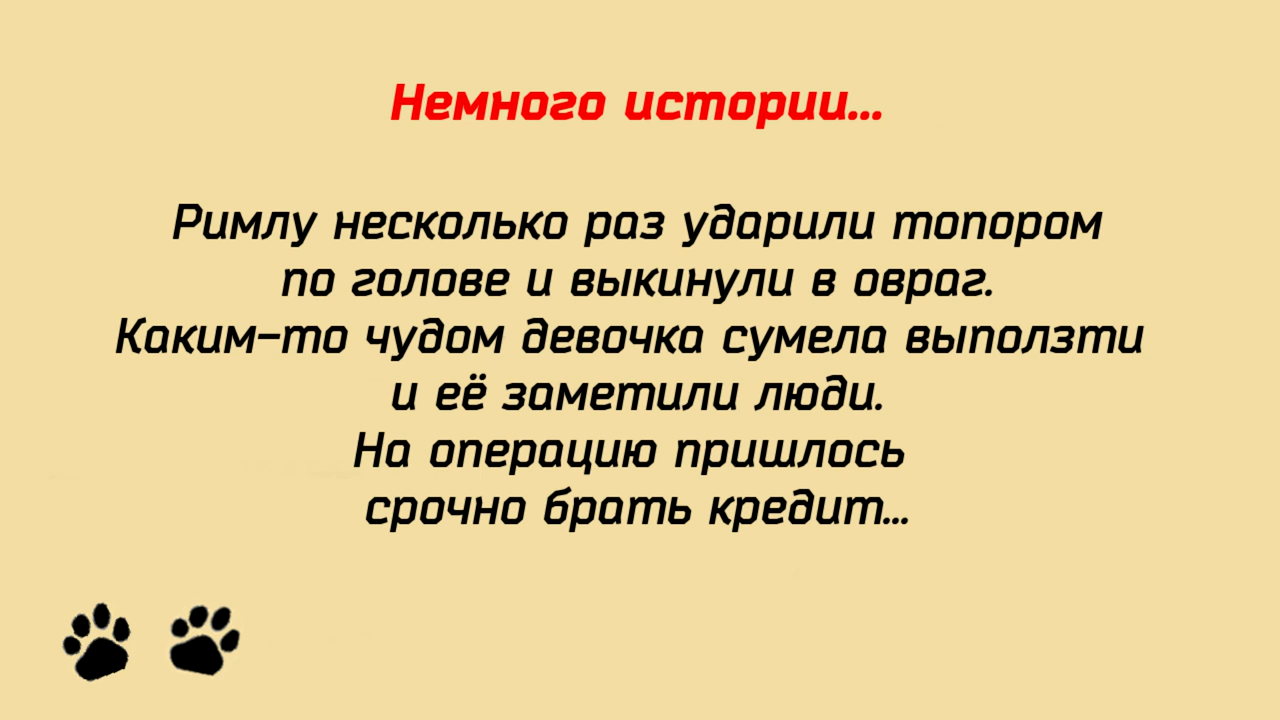 Немного истории...
Римлу несколько раз ударили топором
по голове и выкинули в овраг.
Каким-то чудом девочка сумела выползти
и её заметили люди.
На операцию пришлось
срочно брать кредит...